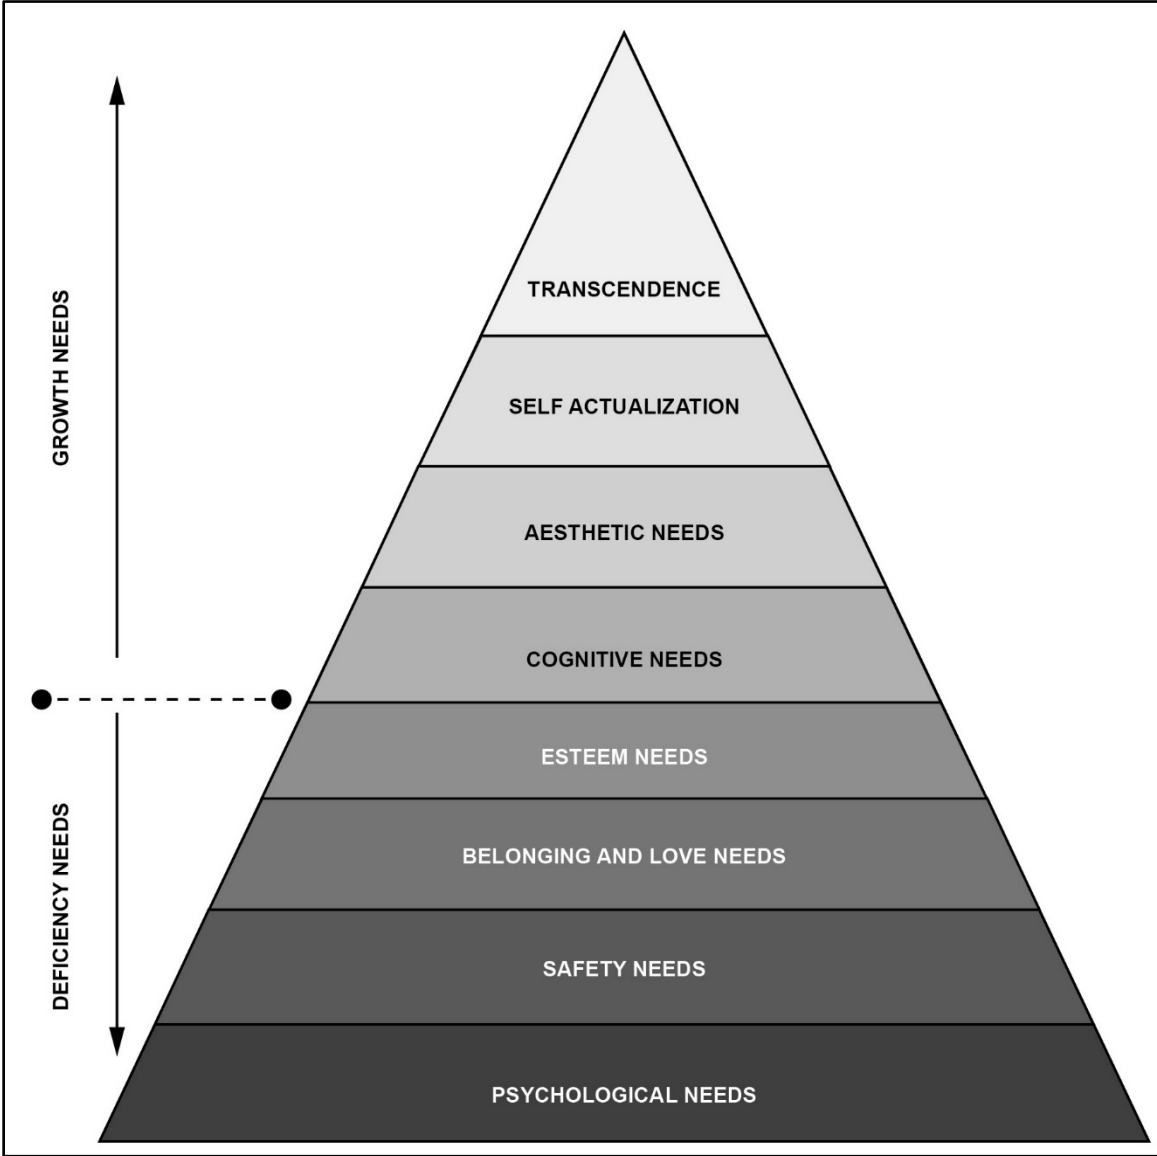 TRANSCENDENCE
SELF ACTUALIZATION
AESTHETIC NEEDS
COGNITIVE NEEDS
ESTEEM NEEDS
BELONGING AND LOVE NEEDS
SAFETY NEEDS
PSYCHOLOGICAL NEEDS
GROWTH NEEDS
DEFICIENCY NEEDS